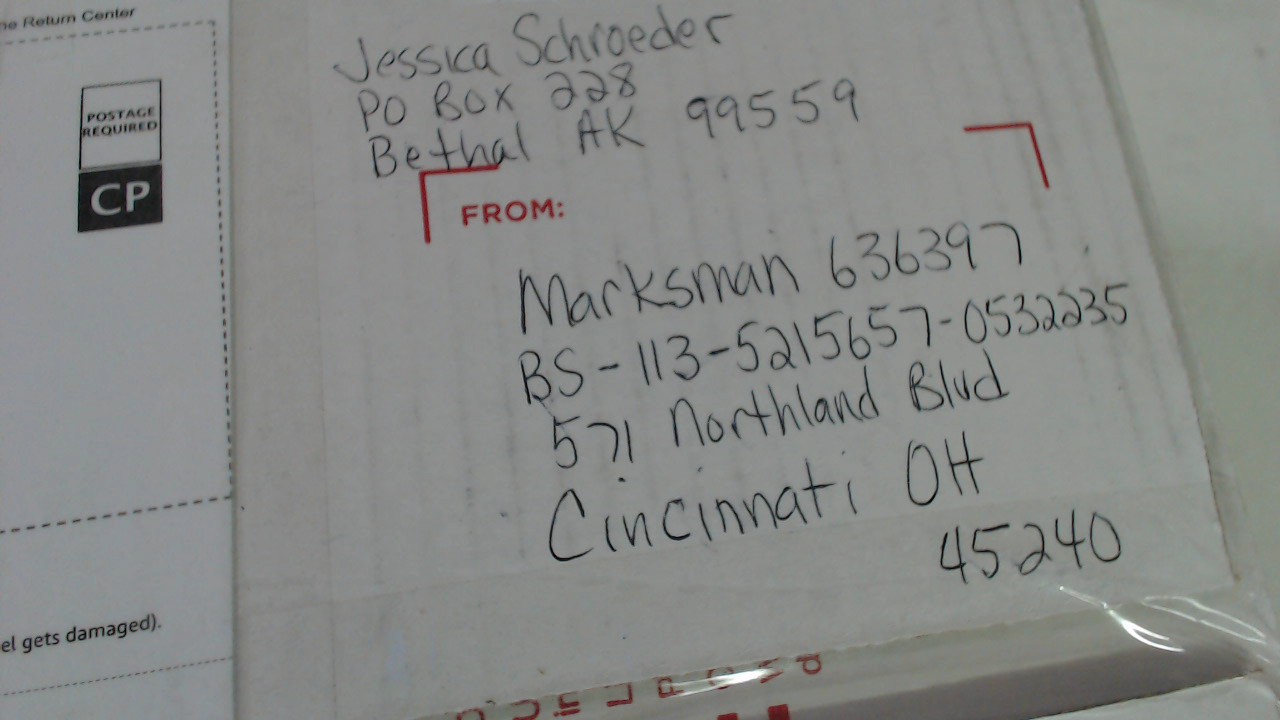 he Return Center
POSTAGE
REQUIRED
CP
el gets damaged).
Jessica Schroeder
PO Box 228
Bethal AK 99559
FROM:
Marksman 636397
BS-113-5215657-0532235
571 Northland Blvd
Cincinnati OH
45240